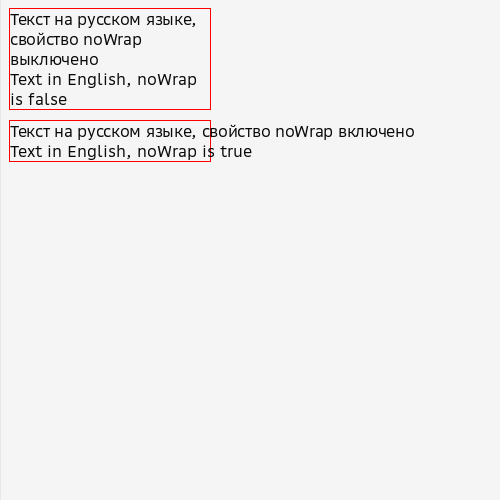 Текст на русском языке,
свойство noWrap
выключено
Text in English, noWrap
is false
Текст на русском языке, свойство noWrap включено
Text in English, noWrap is true